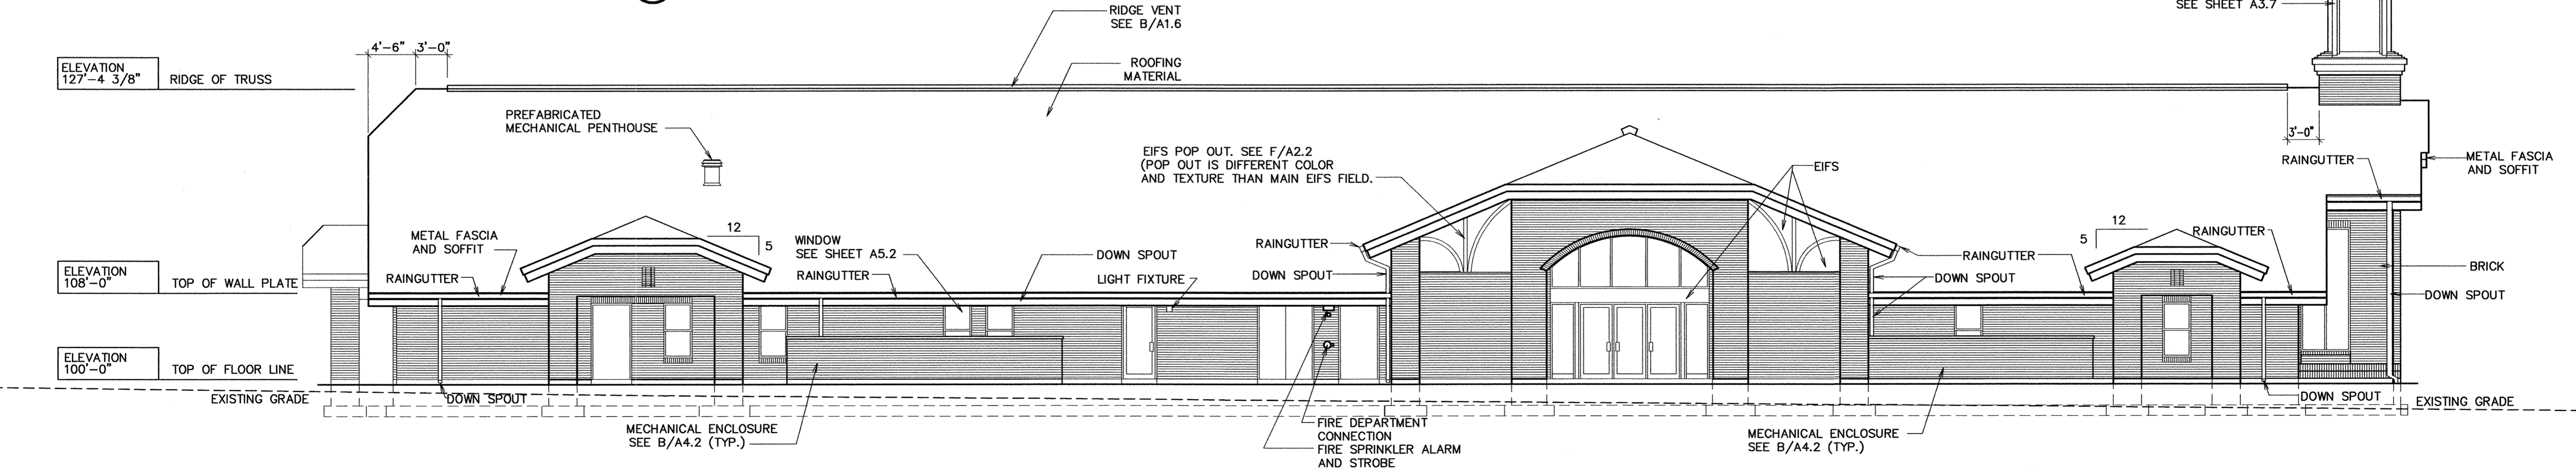 SEE SHEET A3.7
RIDGE VENT
SEE B/A1.6
4'-6"
3'-0"
ELEVATION
127'-4 3/8"
RIDGE OF TRUSS
ROOFING
MATERIAL
PREFABRICATED
MECHANICAL PENTHOUSE
EIFS POP OUT. SEE F/A2.2
(POP OUT IS DIFFERENT COLOR
AND TEXTURE THAN MAIN EIFS FIELD.
EIFS
3'-0"
RAINGUTTER
METAL FASCIA
AND SOFFIT
METAL FASCIA
AND SOFFIT
12
5
WINDOW
SEE SHEET A5.2
RAINGUTTER
DOWN SPOUT
RAINGUTTER
12
5
RAINGUTTER
ELEVATION
108'-0"
TOP OF WALL PLATE
RAINGUTTER
RAINGUTTER
LIGHT FIXTURE
DOWN SPOUT
DOWN SPOUT
BRICK
DOWN SPOUT
ELEVATION
100'-0"
TOP OF FLOOR LINE
EXISTING GRADE
DOWN SPOUT
DOWN SPOUT
EXISTING GRADE
MECHANICAL ENCLOSURE
SEE B/A4.2 (TYP.)
FIRE DEPARTMENT
CONNECTION
FIRE SPRINKLER ALARM
AND STROBE
MECHANICAL ENCLOSURE
SEE B/A4.2 (TYP.)